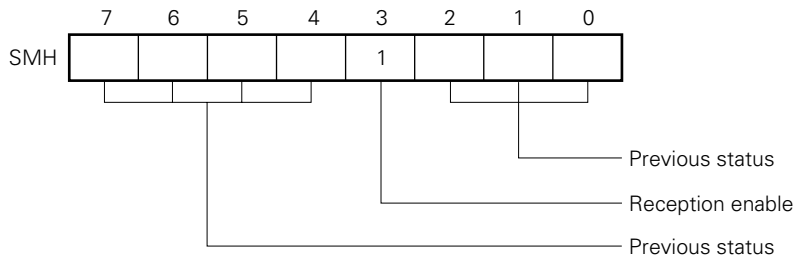 7 6 5 4 3 2 1 0
SMH 1
Previous status
Reception enable
Previous status